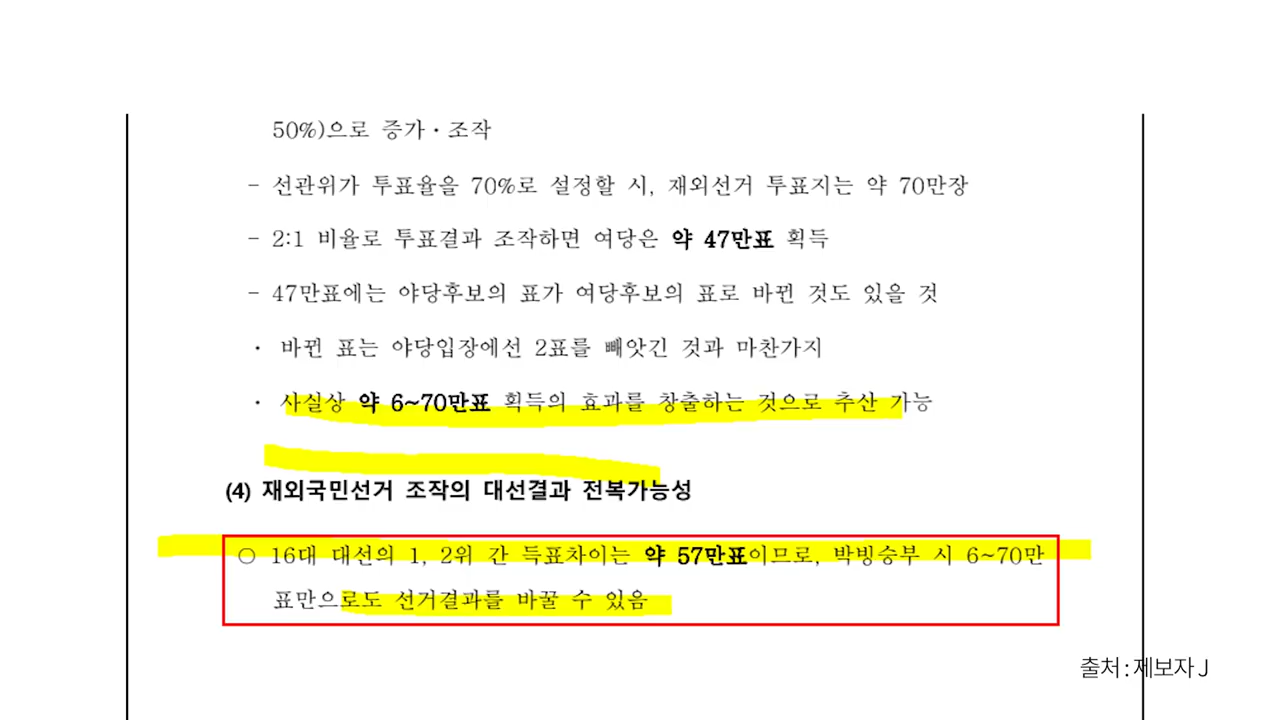 50%)으로 증가·조작
- 선관위가 투표율을 70%로 설정할 시, 재외선거 투표지는 약 70만장
- 2:1 비율로 투표결과 조작하면 여당은 약 47만표 획득
- 47만표에는 야당후보의 표가 여당후보의 표로 바뀐 것도 있을 것
· 바뀐 표는 야당입장에선 2표를 빼앗긴 것과 마찬가지
· 사실상 약 6~70만표 획득의 효과를 창출하는 것으로 추산 가능
(4) 재외국민선거 조작의 대선결과 전복가능성
○ 16대 대선의 1, 2위 간 득표차이는 약 57만표이므로, 박빙승부 시 6~70만
표만으로도 선거결과를 바꿀 수 있음
출처 : 제보자 J